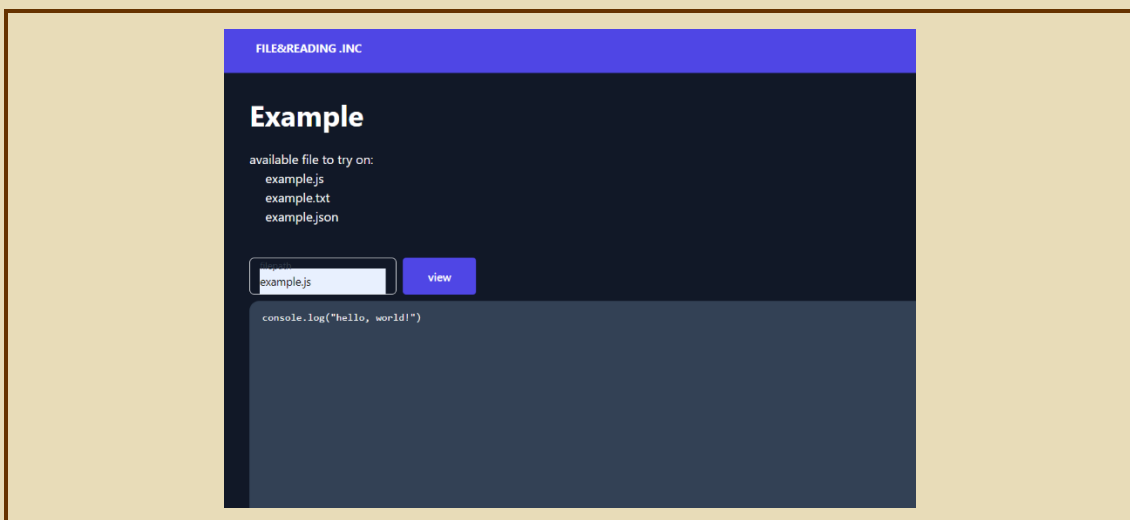 FILE&READING .INC
Example
available file to try on:
example.js
example.txt
example.json
filepath
example.js
view
console.log("hello, world!")